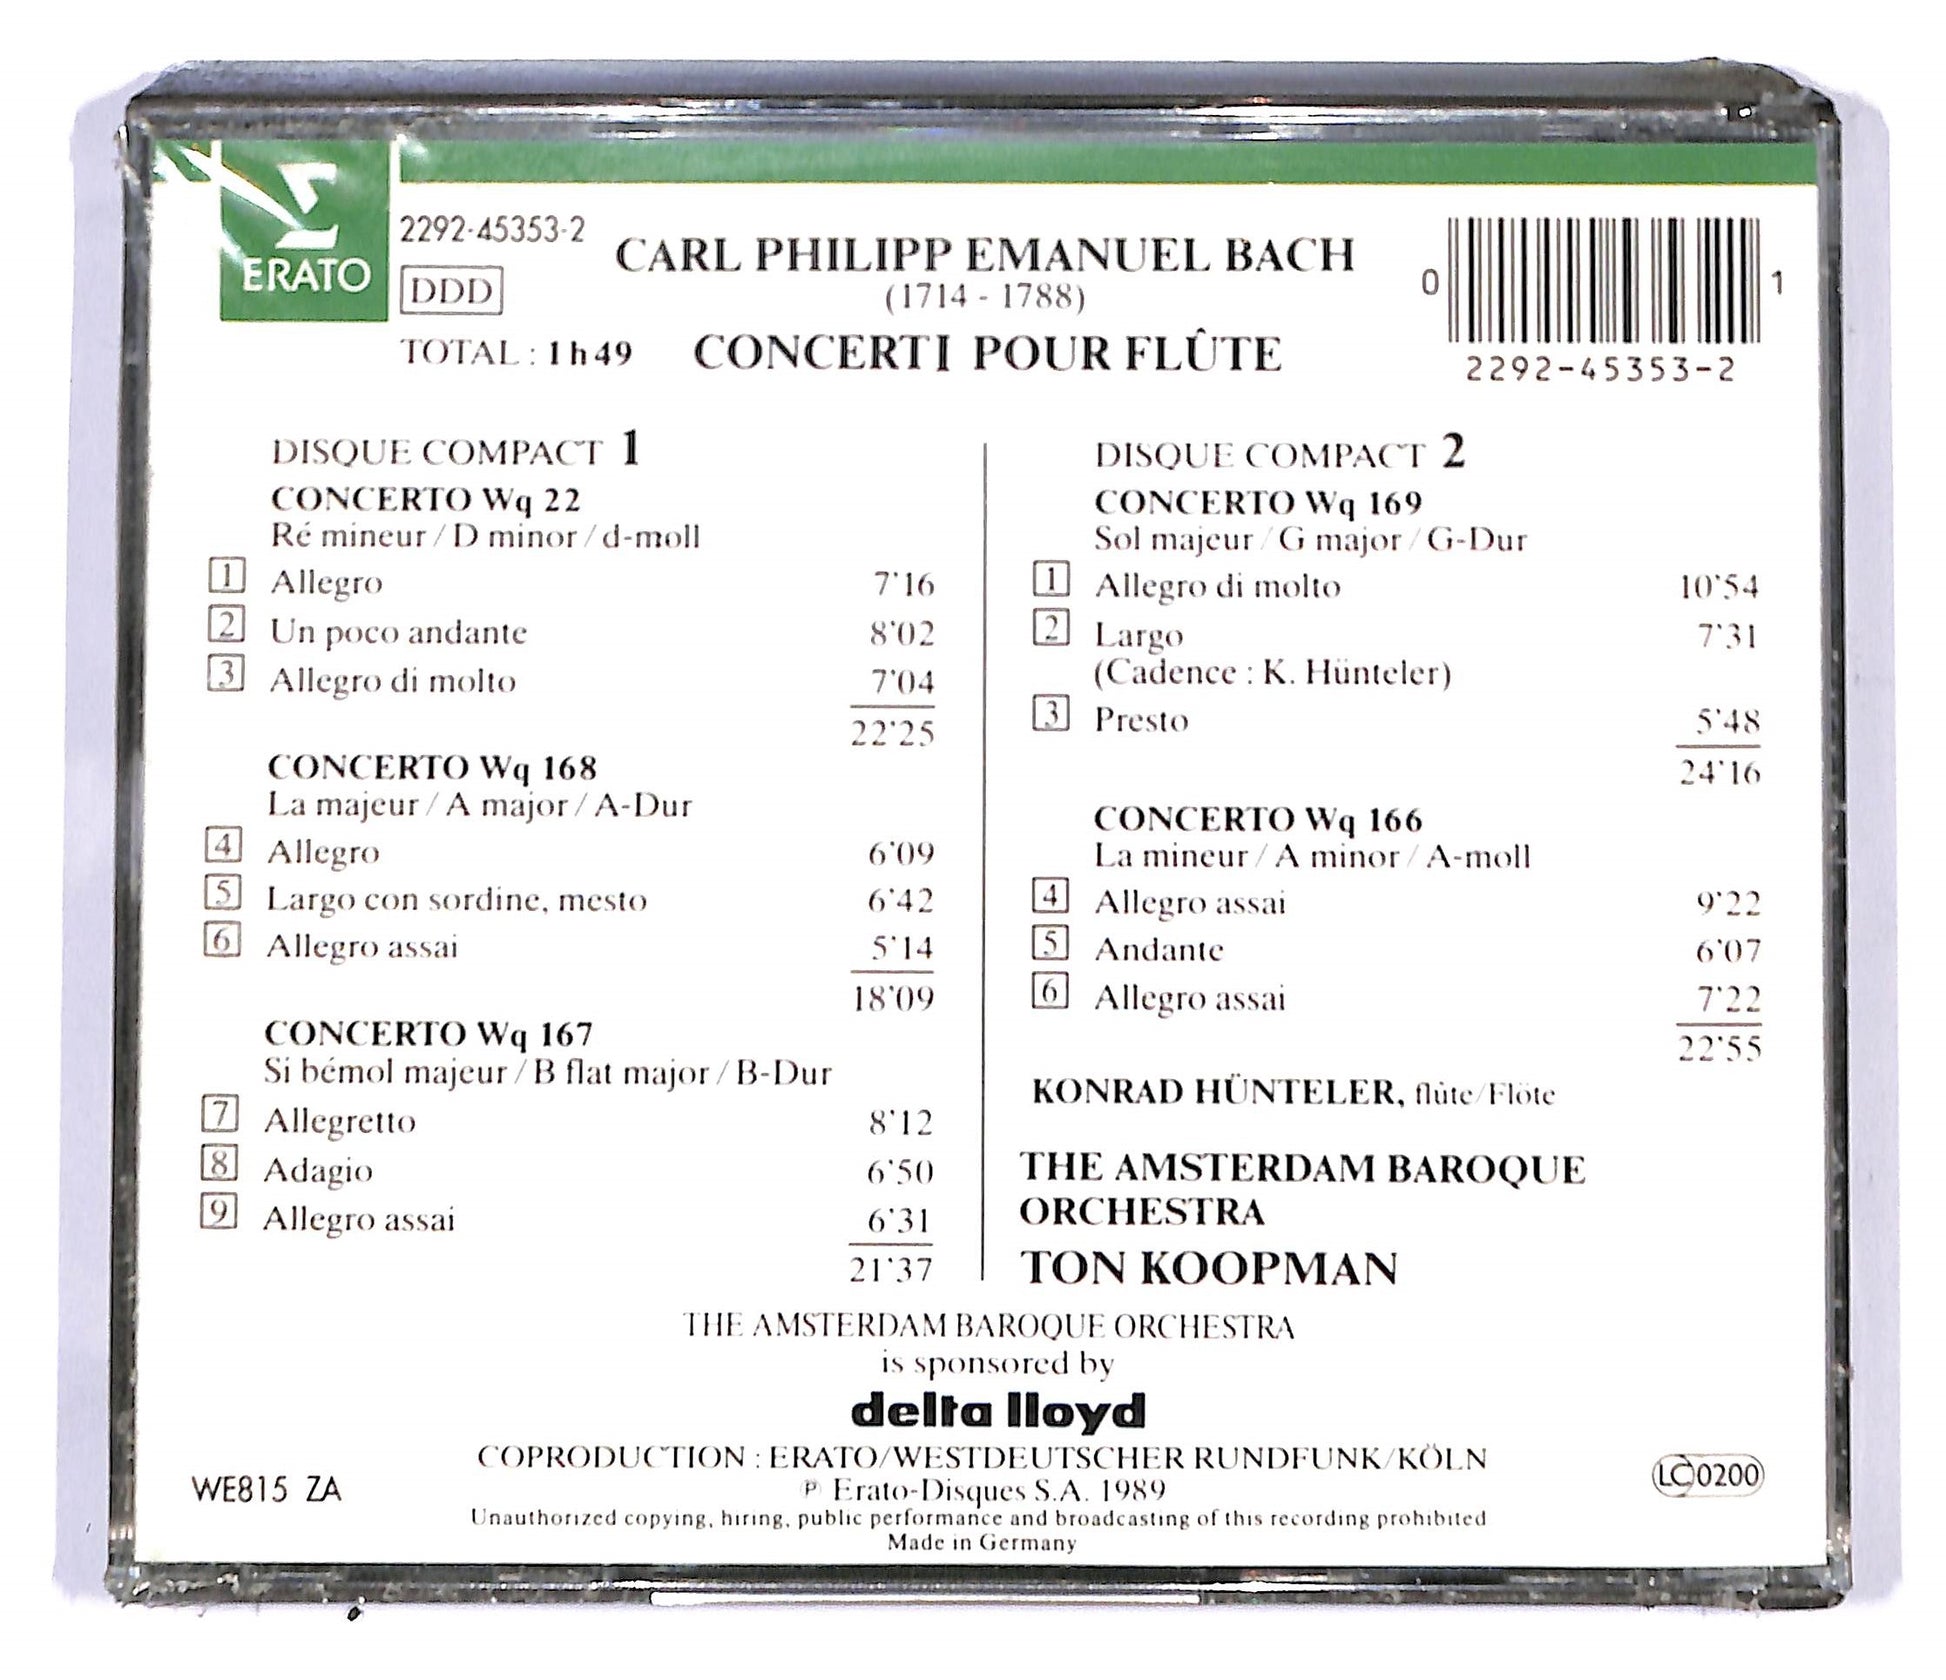 ERATO
2292-45353-2
DDD
TOTAL : 1 h 49
CARL PHILIPP EMANUEL BACH
(1714 - 1788)
CONCERTI POUR FLÛTE
0 1
2292-45353-2
DISQUE COMPACT 1
CONCERTO Wq 22
Ré mineur / D minor / d-moll
1 Allegro 7'16
2 Un poco andante 8'02
3 Allegro di molto 7'04
22'25
CONCERTO Wq 168
La majeur / A major / A-Dur
4 Allegro 6'09
5 Largo con sordine, mesto 6'42
6 Allegro assai 5'14
18'09
CONCERTO Wq 167
Si bémol majeur / B flat major / B-Dur
7 Allegretto 8'12
8 Adagio 6'50
9 Allegro assai 6'31
21'37
DISQUE COMPACT 2
CONCERTO Wq 169
Sol majeur / G major / G-Dur
1 Allegro di molto 10'54
2 Largo 7'31
(Cadence : K. Hünteler)
3 Presto 5'48
24'16
CONCERTO Wq 166
La mineur / A minor / A-moll
4 Allegro assai 9'22
5 Andante 6'07
6 Allegro assai 7'22
22'55
KONRAD HÜNTELER, flûte/Flöte
THE AMSTERDAM BAROQUE
ORCHESTRA
TON KOOPMAN
THE AMSTERDAM BAROQUE ORCHESTRA
is sponsored by
delta lloyd
COPRODUCTION : ERATO/WESTDEUTSCHER RUNDFUNK/KÖLN
℗ Erato-Disques S.A. 1989
Unauthorized copying, hiring, public performance and broadcasting of this recording prohibited
Made in Germany
WE815 ZA
LC 0200